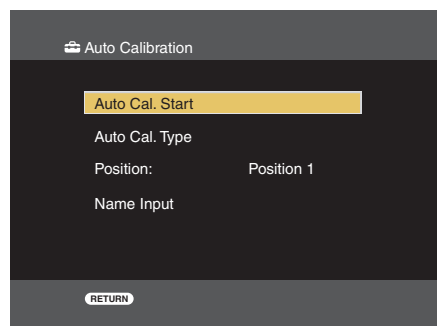 Auto Calibration
Auto Cal. Start
Auto Cal. Type
Position: Position 1
Name Input
RETURN